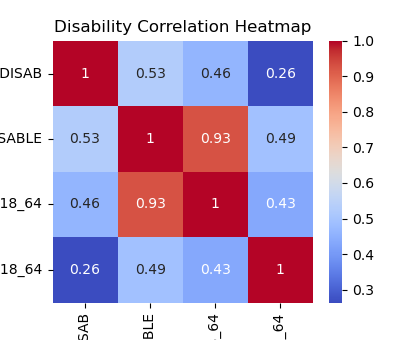 Disability Correlation Heatmap
DISAB 1 0.53 0.46 0.26
SABLE 0.53 1 0.93 0.49
18_64 0.46 0.93 1 0.43
18_64 0.26 0.49 0.43 1
SAB BLE _64 _64
1.0
0.9
0.8
0.7
0.6
0.5
0.4
0.3